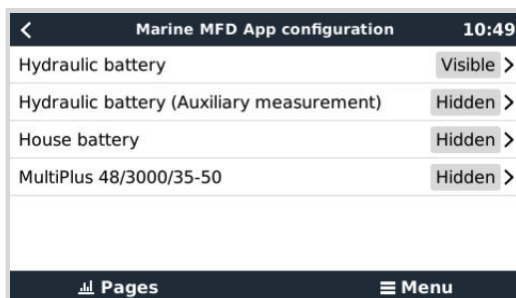 Marine MFD App configuration 10:49
Hydraulic battery Visible
Hydraulic battery (Auxiliary measurement) Hidden
House battery Hidden
MultiPlus 48/3000/35-50 Hidden
Pages Menu